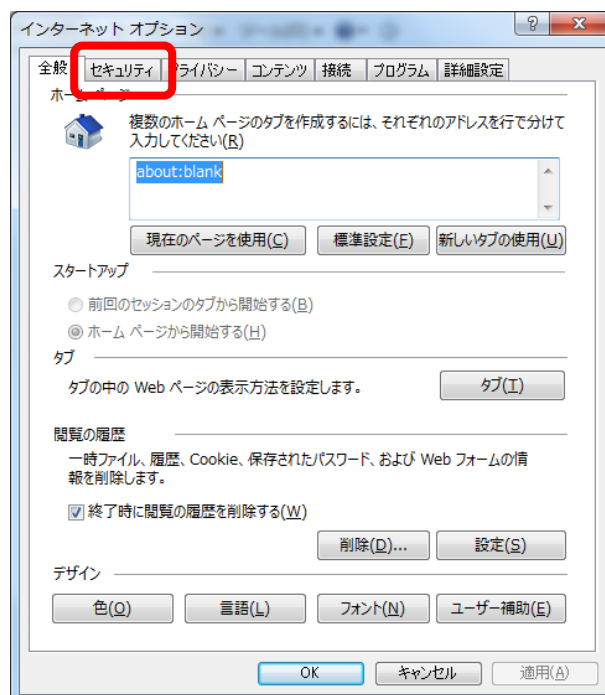 インターネット オプション
全般 セキュリティ プライバシー コンテンツ 接続 プログラム 詳細設定
ホーム ページ
複数のホーム ページのタブを作成するには、それぞれのアドレスを行で分けて
入力してください(R)
about:blank
現在のページを使用(C) 標準設定(F) 新しいタブの使用(U)
スタートアップ
前回のセッションのタブから開始する(B)
ホーム ページから開始する(H)
タブ
タブの中の Web ページの表示方法を設定します。 タブ(T)
閲覧の履歴
一時ファイル、履歴、Cookie、保存されたパスワード、および Web フォームの情
報を削除します。
終了時に閲覧の履歴を削除する(W)
削除(D)... 設定(S)
デザイン
色(O) 言語(L) フォント(N) ユーザー補助(E)
OK キャンセル 適用(A)